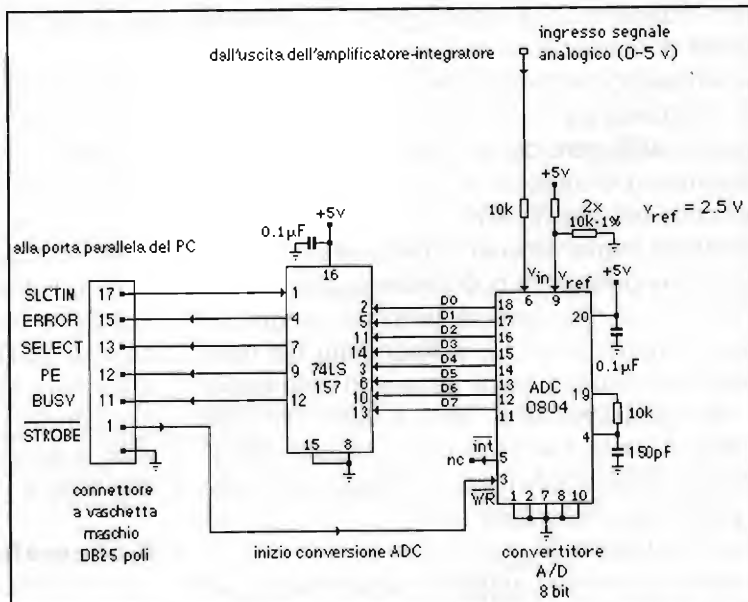 dall'uscita dell'amplificatore-integratore
ingresso segnale
analogico (0-5 v)
+5v
10k
2x
10k-1%
v ref = 2.5 V
0.1µF
+5v
v in
v ref
+5v
alla porta parallela del PC
16
SLCTIN 17
ERROR 15
SELECT 13
PE 12
BUSY 11
STROBE 1
1
4
7
9
12
74LS
157
15 8
2
5
11
14
3
6
10
13
D0
D1
D2
D3
D4
D5
D6
D7
18
17
16
15
14
13
12
11
6 9
20
0.1µF
ADC
0804
19
10k
4
150pF
int
nc
5
3
WR
1 2 7 8 10
connettore
a vaschetta
maschio
DB25 poli
inizio conversione ADC
convertitore
A/D
8 bit